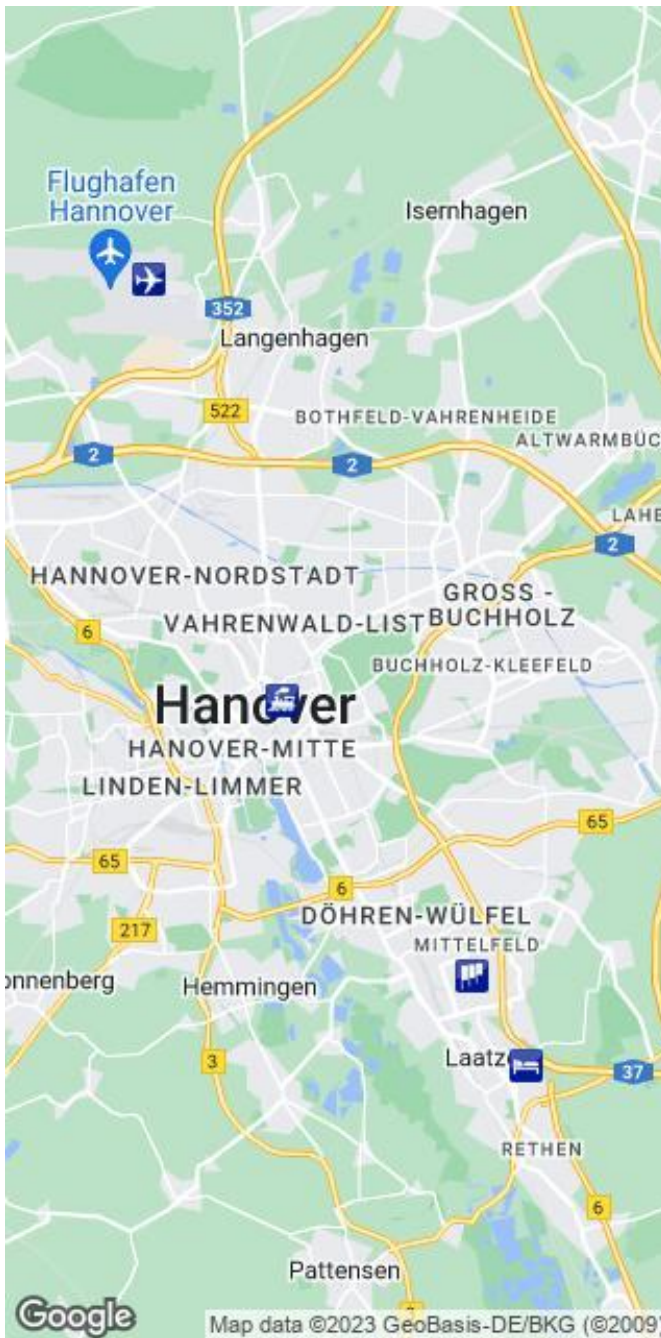 Flughafen
Hannover
Isernhagen
352
Langenhagen
522
BOTHFELD-VAHRENHEIDE
ALTWARMBÜC
2
2
LAHE
2
HANNOVER-NORDSTADT
GROSS -
BUCHHOLZ
6
VAHRENWALD-LIST
BUCHHOLZ-KLEEFELD
Hanover
HANOVER-MITTE
LINDEN-LIMMER
65
65
6
217
DÖHREN-WÜLFEL
MITTELFELD
onnenberg
Hemmingen
3
Laatze
37
RETHEN
6
Pattensen
Google
Map data ©2023 GeoBasis-DE/BKG (©2009